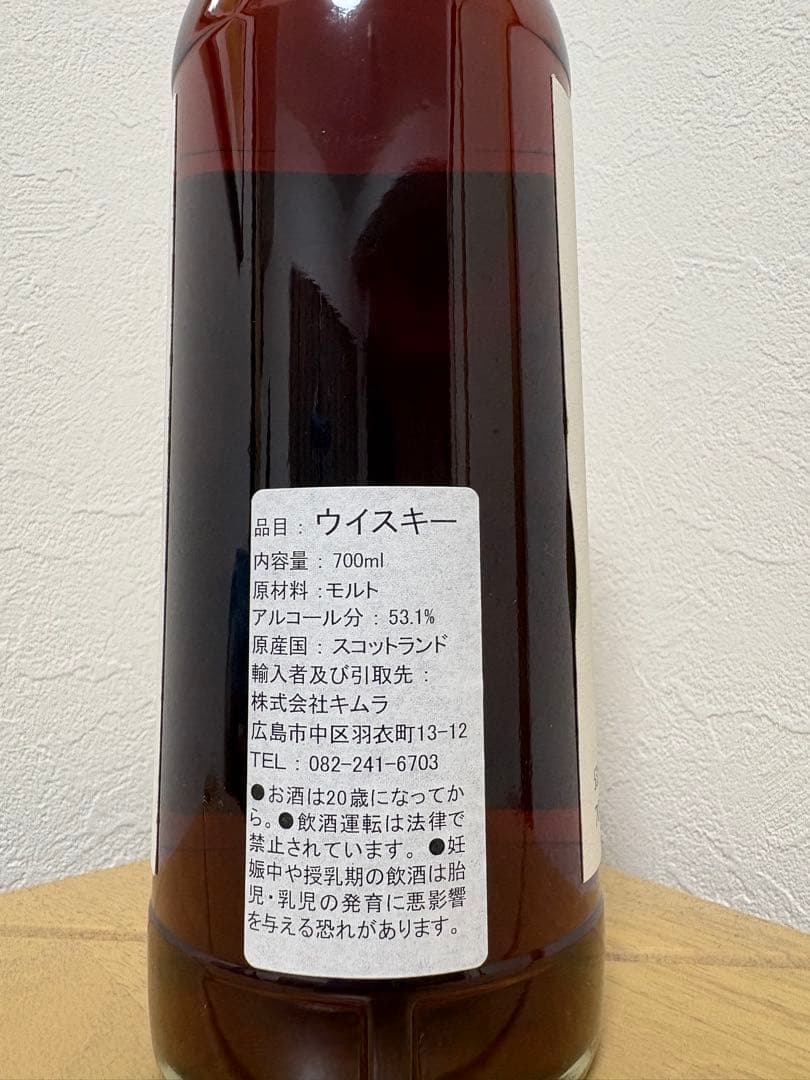 品目 : ウイスキー
内容量 : 700ml
原材料 :モルト
アルコール分 : 53.1%
原産国 : スコットランド
輸入者及び引取先 :
株式会社キムラ
広島市中区羽衣町13-12
TEL : 082-241-6703
●お酒は20歳になってか
ら。●飲酒運転は法律で
禁止されています。●妊
娠中や授乳期の飲酒は胎
児・乳児の発育に悪影響
を与える恐れがあります。